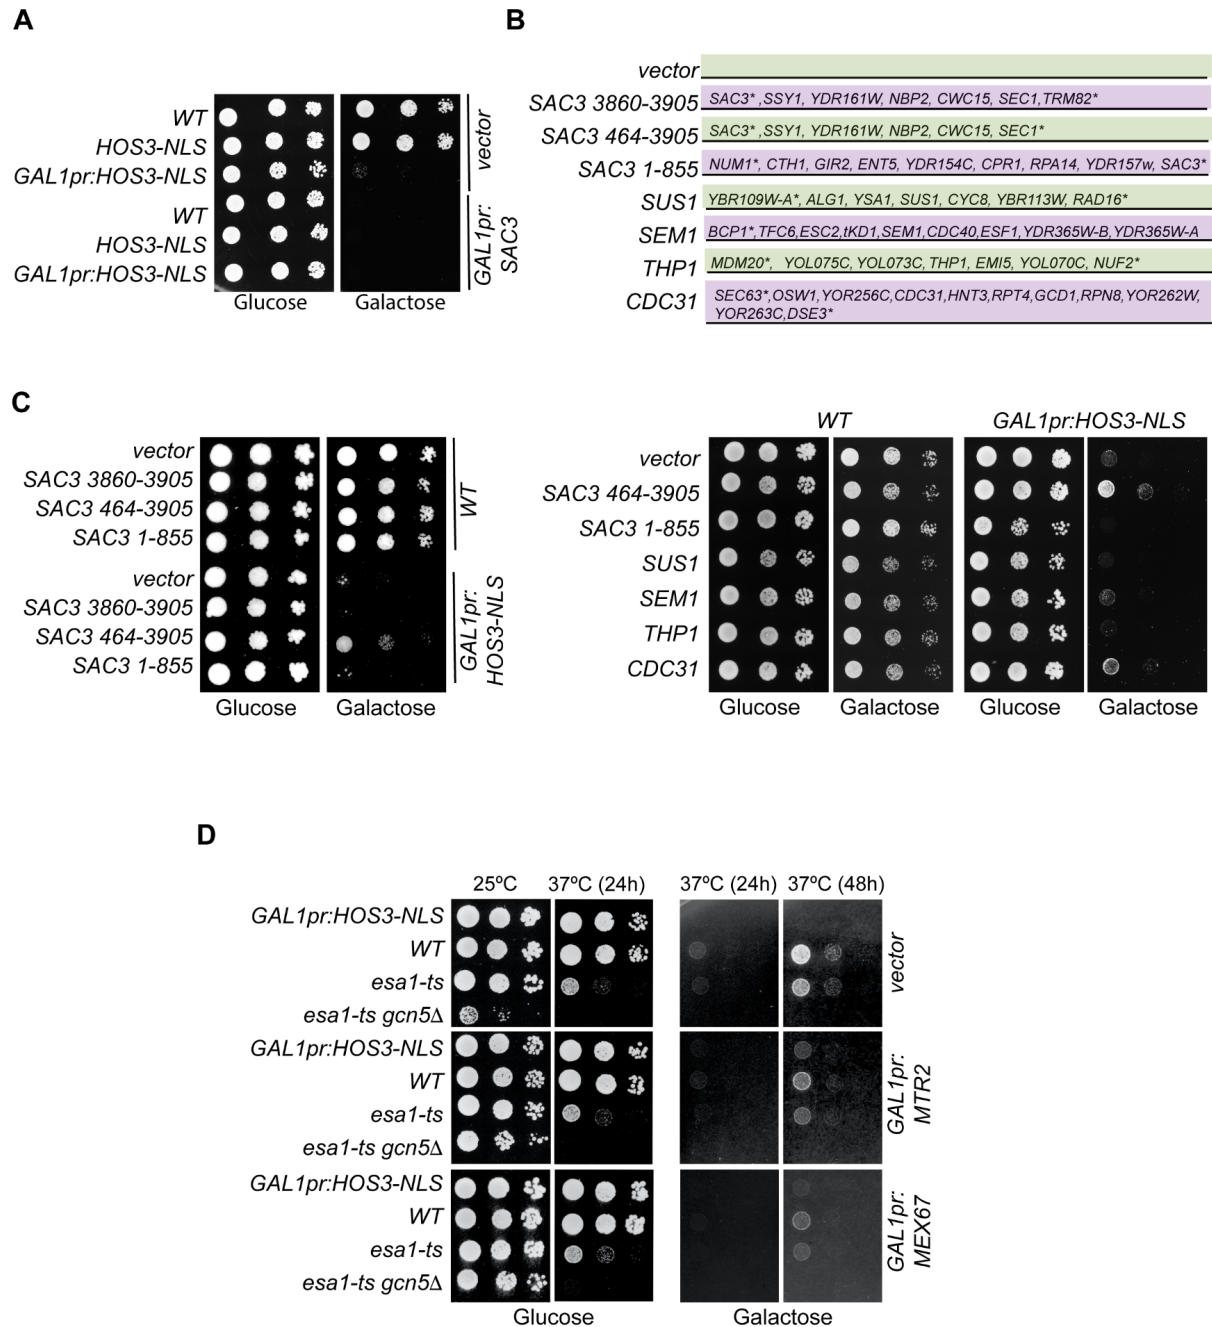 A
WT
HOS3-NLS
GAL1pr:HOS3-NLS
WT
HOS3-NLS
GAL1pr:HOS3-NLS
vector
GAL1pr:
SAC3
Glucose
Galactose
B
vector
SAC3 3860-3905 SAC3* ,SSY1, YDR161W, NBP2, CWC15, SEC1,TRM82*
SAC3 464-3905 SAC3* ,SSY1, YDR161W, NBP2, CWC15, SEC1*
SAC3 1-855 NUM1*, CTH1, GIR2, ENT5, YDR154C, CPR1, RPA14, YDR157w, SAC3*
SUS1 YBR109W-A*, ALG1, YSA1, SUS1, CYC8, YBR113W, RAD16*
SEM1 BCP1*,TFC6,ESC2,tKD1,SEM1,CDC40,ESF1,YDR365W-B,YDR365W-A
THP1 MDM20*, YOL075C, YOL073C, THP1, EMI5, YOL070C, NUF2*
CDC31 SEC63*,OSW1,YOR256C,CDC31,HNT3,RPT4,GCD1,RPN8,YOR262W,
YOR263C,DSE3*
C
vector
SAC3 3860-3905
SAC3 464-3905
SAC3 1-855
vector
SAC3 3860-3905
SAC3 464-3905
SAC3 1-855
WT
GAL1pr:
HOS3-NLS
Glucose
Galactose
WT
GAL1pr:HOS3-NLS
vector
SAC3 464-3905
SAC3 1-855
SUS1
SEM1
THP1
CDC31
Glucose
Galactose
Glucose
Galactose
D
25ºC
37ºC (24h)
37ºC (24h)
37ºC (48h)
GAL1pr:HOS3-NLS
WT
esa1-ts
esa1-ts gcn5Δ
vector
GAL1pr:HOS3-NLS
WT
esa1-ts
esa1-ts gcn5Δ
GAL1pr:
MTR2
GAL1pr:HOS3-NLS
WT
esa1-ts
esa1-ts gcn5Δ
GAL1pr:
MEX67
Glucose
Galactose